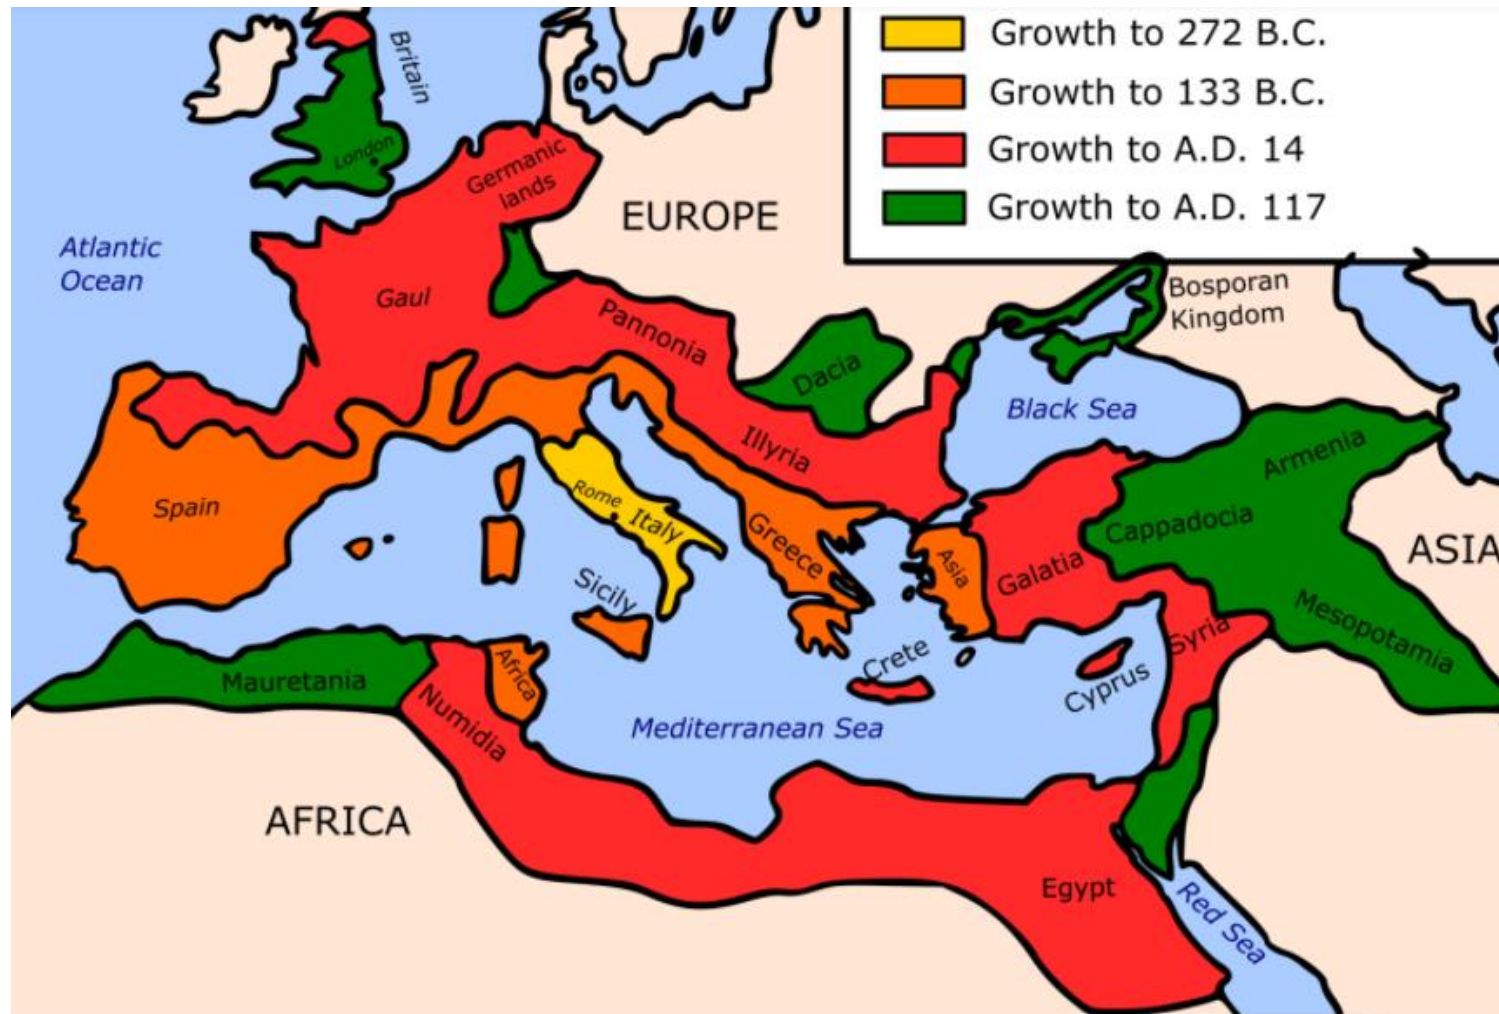 Growth to 272 B.C.
Growth to 133 B.C.
Growth to A.D. 14
Growth to A.D. 117
Britain
London
Germanic
lands
EUROPE
Atlantic
Ocean
Gaul
Pannonia
Bosporan
Kingdom
Dacia
Black Sea
Illyria
Armenia
Spain
Rome
Italy
Greece
Asia
Galatia
Cappadocia
ASIA
Sicily
Mesopotamia
Syria
Crete
Cyprus
Mauretania
Africa
Numidia
Mediterranean Sea
AFRICA
Egypt
Red Sea